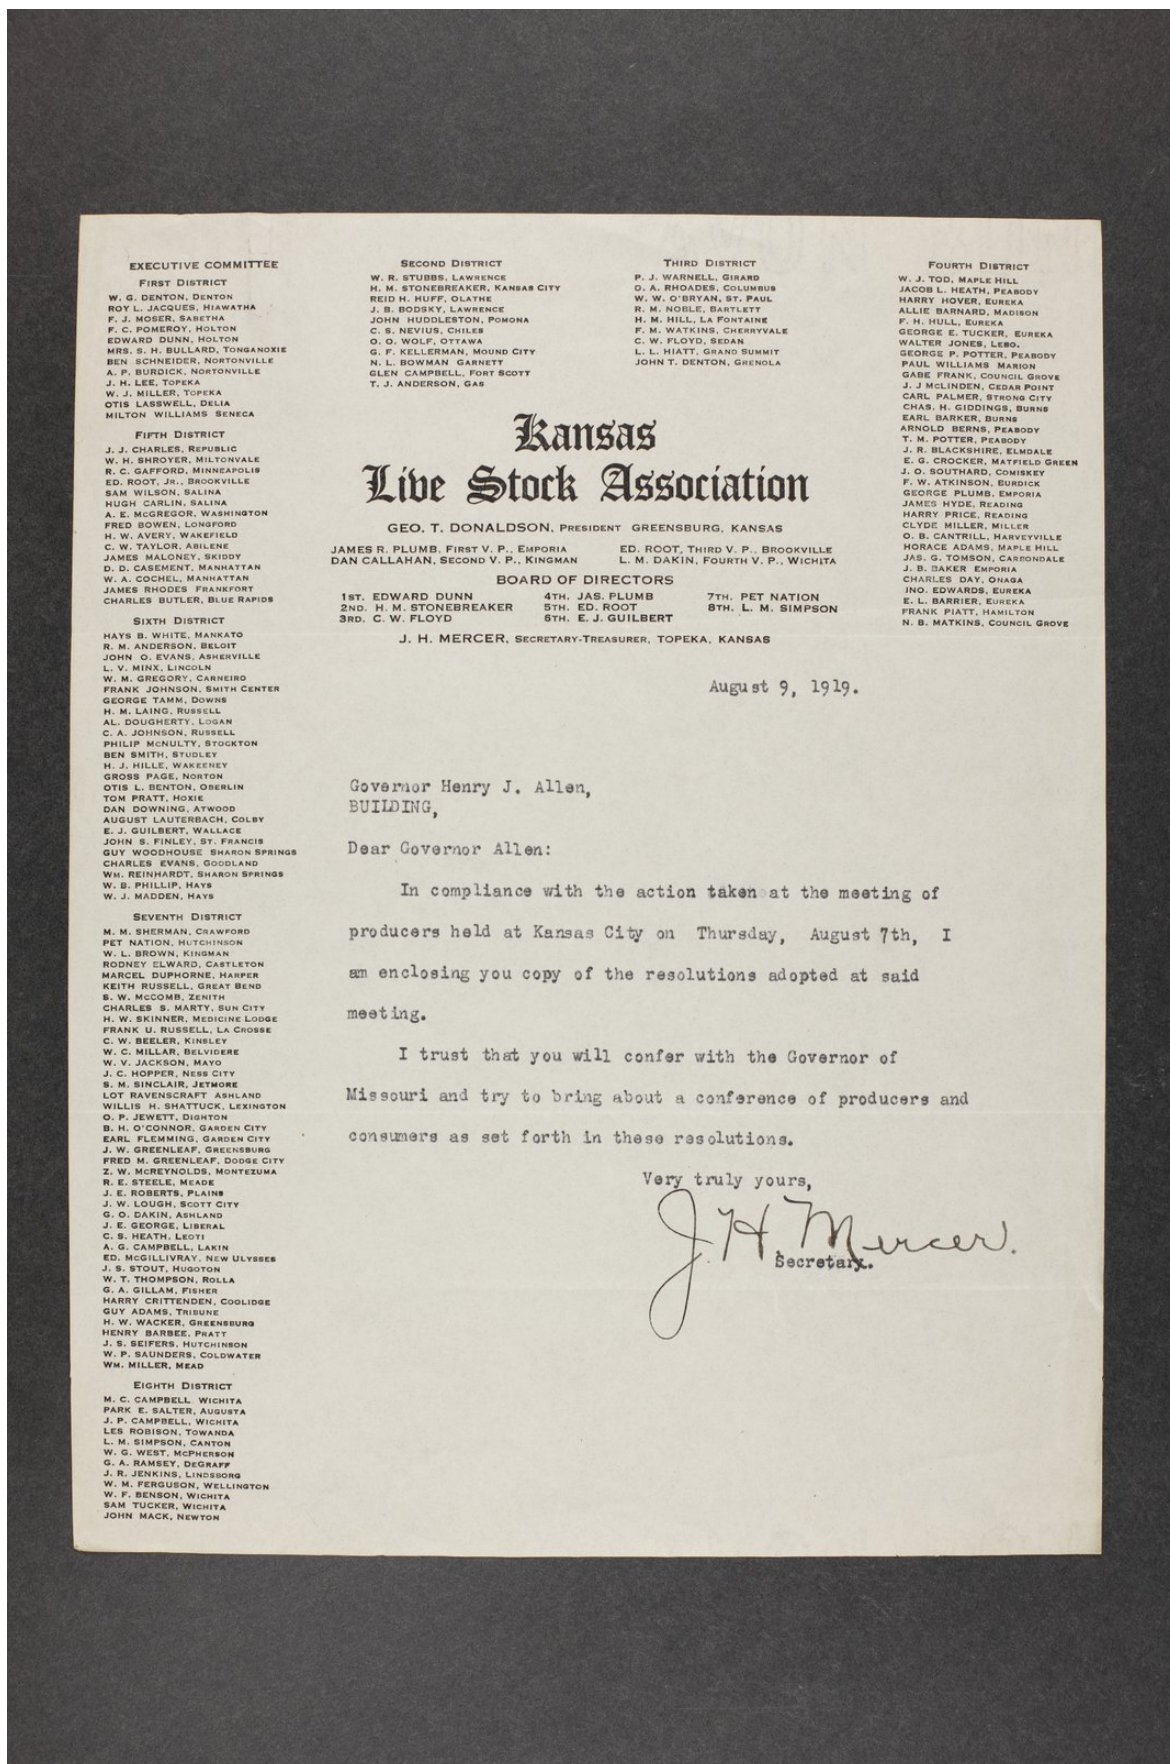 EXECUTIVE COMMITTEE
FIRST DISTRICT
W. G. DENTON, DENTON
ROY L. JACQUES, HIAWATHA
F. J. MOSER, SABETHA
F. C. POMEROY, HOLTON
EDWARD DUNN, HOLTON
MRS. S. H. BULLARD, TONGANOXIE
BEN SCHNEIDER, NORTONVILLE
A. P. BURDICK, NORTONVILLE
J. H. LEE, TOPEKA
W. J. MILLER, TOPEKA
OTIS LASSWELL, DELIA
MILTON WILLIAMS SENECA
SECOND DISTRICT
W. R. STUBBS, LAWRENCE
H. M. STONEBREAKER, KANSAS CITY
REID H. HUFF, OLATHE
J. B. BODSKY, LAWRENCE
JOHN HUDDLESTON, POMONA
C. S. NEVIUS, CHILES
O. O. WOLF, OTTAWA
G. F. KELLERMAN, MOUND CITY
N. L. BOWMAN GARNETT
GLEN CAMPBELL, FORT SCOTT
T. J. ANDERSON, GAS
THIRD DISTRICT
P. J. WARNELL, GIRARD
O. A. RHOADES, COLUMBUS
W. W. O'BRYAN, ST. PAUL
R. M. NOBLE, BARTLETT
H. M. HILL, LA FONTAINE
F. M. WATKINS, CHERRYVALE
C. W. FLOYD, SEDAN
L. L. HIATT, GRAND SUMMIT
JOHN T. DENTON, GRENOLA
FOURTH DISTRICT
W. J. TOD, MAPLE HILL
JACOB L. HEATH, PEABODY
HARRY HOVER, EUREKA
ALLIE BARNARD, MADISON
F. H. HULL, EUREKA
GEORGE E. TUCKER, EUREKA
WALTER JONES, LEBO,
GEORGE P. POTTER, PEABODY
PAUL WILLIAMS MARION
GABE FRANK, COUNCIL GROVE
J. J McLINDEN, CEDAR POINT
CARL PALMER, STRONG CITY
CHAS. H. GIDDINGS, BURNS
EARL BARKER, BURNS
ARNOLD BERNS, PEABODY
T. M. POTTER, PEABODY
J. R. BLACKSHIRE, ELMDALE
E. G. CROCKER, MATFIELD GREEN
J. O. SOUTHARD, COMISKEY
F. W. ATKINSON, BURDICK
GEORGE PLUMB, EMPORIA
JAMES HYDE, READING
HARRY PRICE, READING
CLYDE MILLER, MILLER
O. B. CANTRILL, HARVEYVILLE
HORACE ADAMS, MAPLE HILL
JAS. G. TOMSON, CARBONDALE
J. B. BAKER EMPORIA
CHARLES DAY, ONAGA
JNO. EDWARDS, EUREKA
E. L. BARRIER, EUREKA
FRANK PIATT, HAMILTON
N. B. MATKINS, COUNCIL GROVE
Kansas
Live Stock Association
GEO. T. DONALDSON, PRESIDENT GREENSBURG, KANSAS
JAMES R. PLUMB, FIRST V. P., EMPORIA ED. ROOT, THIRD V. P., BROOKVILLE
DAN CALLAHAN, SECOND V. P., KINGMAN L. M. DAKIN, FOURTH V. P., WICHITA
BOARD OF DIRECTORS
1ST. EDWARD DUNN 4TH. JAS. PLUMB 7TH. PET NATION
2ND. H. M. STONEBREAKER 5TH. ED. ROOT 8TH. L. M. SIMPSON
3RD. C. W. FLOYD 6TH. E. J. GUILBERT
J. H. MERCER, SECRETARY-TREASURER, TOPEKA, KANSAS
FIFTH DISTRICT
J. J. CHARLES, REPUBLIC
W. H. SHROYER, MILTONVALE
R. C. GAFFORD, MINNEAPOLIS
ED. ROOT, JR., BROOKVILLE
SAM WILSON, SALINA
HUGH CARLIN, SALINA
A. E. McGREGOR, WASHINGTON
FRED BOWEN, LONGFORD
H. W. AVERY, WAKEFIELD
C. W. TAYLOR, ABILENE
JAMES MALONEY, SKIDDY
D. D. CASEMENT, MANHATTAN
W. A. COCHEL, MANHATTAN
JAMES RHODES FRANKFORT
CHARLES BUTLER, BLUE RAPIDS
SIXTH DISTRICT
HAYS B. WHITE, MANKATO
R. M. ANDERSON, BELOIT
JOHN O. EVANS, ASHERVILLE
L. V. MINX, LINCOLN
W. M. GREGORY, CARNEIRO
FRANK JOHNSON, SMITH CENTER
GEORGE TAMM, DOWNS
H. M. LAING, RUSSELL
AL. DOUGHERTY, LOGAN
C. A. JOHNSON, RUSSELL
PHILIP McNULTY, STOCKTON
BEN SMITH, STUDLEY
H. J. HILLE, WAKEENEY
GROSS PAGE, NORTON
OTIS L. BENTON, OBERLIN
TOM PRATT, HOXIE
DAN DOWNING, ATWOOD
AUGUST LAUTERBACH, COLBY
E. J. GUILBERT, WALLACE
JOHN S. FINLEY, ST. FRANCIS
GUY WOODHOUSE SHARON SPRINGS
CHARLES EVANS, GOODLAND
WM. REINHARDT, SHARON SPRINGS
W. B. PHILLIP, HAYS
W. J. MADDEN, HAYS
SEVENTH DISTRICT
M. M. SHERMAN, CRAWFORD
PET NATION, HUTCHINSON
W. L. BROWN, KINGMAN
RODNEY ELWARD, CASTLETON
MARCEL DUPHORNE, HARPER
KEITH RUSSELL, GREAT BEND
S. W. McCOMB, ZENITH
CHARLES S. MARTY, SUN CITY
H. W. SKINNER, MEDICINE LODGE
FRANK U. RUSSELL, LA CROSSE
C. W. BEELER, KINSLEY
W. C. MILLAR, BELVIDERE
W. V. JACKSON, MAYO
J. C. HOPPER, NESS CITY
S. M. SINCLAIR, JETMORE
LOT RAVENSCRAFT ASHLAND
WILLIS H. SHATTUCK, LEXINGTON
O. P. JEWETT, DIGHTON
B. H. O'CONNOR, GARDEN CITY
EARL FLEMMING, GARDEN CITY
J. W. GREENLEAF, GREENSBURG
FRED M. GREENLEAF, DODGE CITY
Z. W. McREYNOLDS, MONTEZUMA
R. E. STEELE, MEADE
J. E. ROBERTS, PLAINS
J. W. LOUGH, SCOTT CITY
G. O. DAKIN, ASHLAND
J. E. GEORGE, LIBERAL
C. S. HEATH, LEOTI
A. G. CAMPBELL, LAKIN
ED. McGILLIVRAY, NEW ULYSSES
J. S. STOUT, HUGOTON
W. T. THOMPSON, ROLLA
G. A. GILLAM, FISHER
HARRY CRITTENDEN, COOLIDGE
GUY ADAMS, TRIBUNE
H. W. WACKER, GREENSBURG
HENRY BARBEE, PRATT
J. S. SEIFERS, HUTCHINSON
W. P. SAUNDERS, COLDWATER
WM. MILLER, MEAD
EIGHTH DISTRICT
M. C. CAMPBELL WICHITA
PARK E. SALTER, AUGUSTA
J. P. CAMPBELL, WICHITA
LES ROBISON, TOWANDA
L. M. SIMPSON, CANTON
W. G. WEST, McPHERSON
G. A. RAMSEY, DEGRAFF
J. R. JENKINS, LINDSBORG
W. M. FERGUSON, WELLINGTON
W. F. BENSON, WICHITA
SAM TUCKER, WICHITA
JOHN MACK, NEWTON
August 9, 1919.
Governor Henry J. Allen,
BUILDING,
Dear Governor Allen:
In compliance with the action taken at the meeting of
producers held at Kansas City on Thursday, August 7th, I
am enclosing you copy of the resolutions adopted at said
meeting.
I trust that you will confer with the Governor of
Missouri and try to bring about a conference of producers and
consumers as set forth in these resolutions.
Very truly yours,
J. H. Mercer.
Secretary.